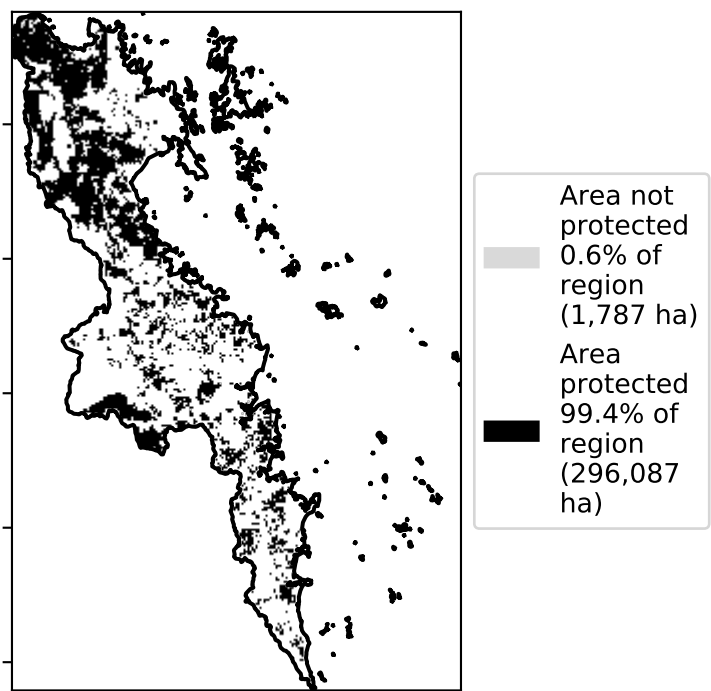 Area not
protected
0.6% of
region
(1,787 ha)
Area
protected
99.4% of
region
(296,087
ha)